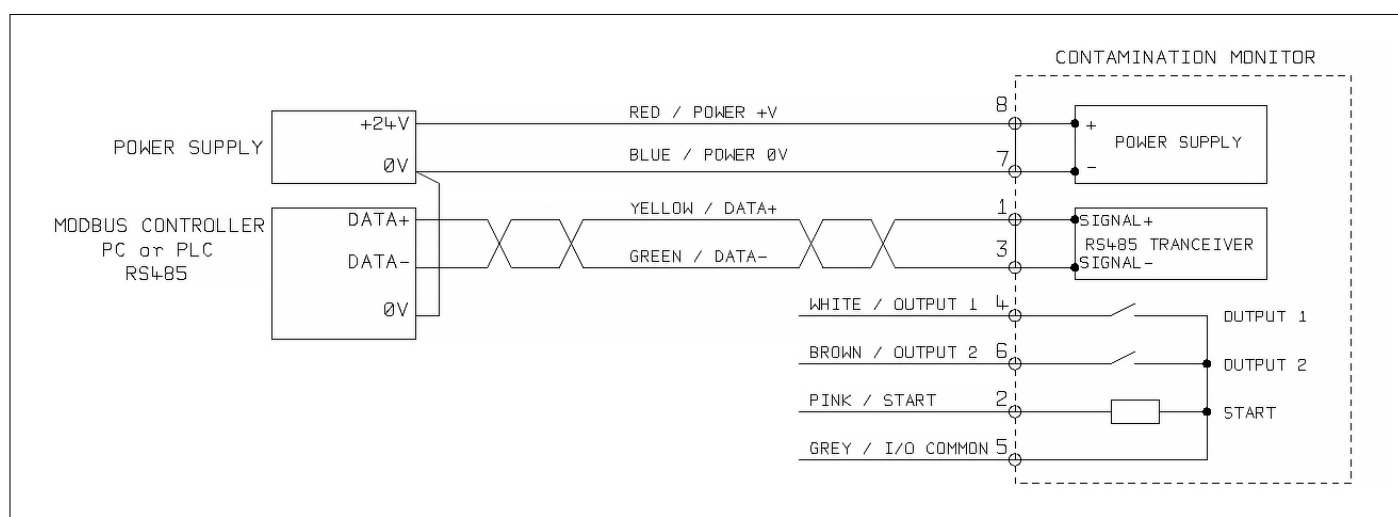 CONTAMINATION MONITOR
POWER SUPPLY
+24V
0V
RED / POWER +V
8
BLUE / POWER 0V
7
+
POWER SUPPLY
-
MODBUS CONTROLLER
PC or PLC
RS485
DATA+
DATA-
0V
YELLOW / DATA+
1
GREEN / DATA-
3
SIGNAL+
RS485 TRANCEIVER
SIGNAL-
WHITE / OUTPUT 1
4
OUTPUT 1
BROWN / OUTPUT 2
6
OUTPUT 2
PINK / START
2
START
GREY / I/O COMMON
5